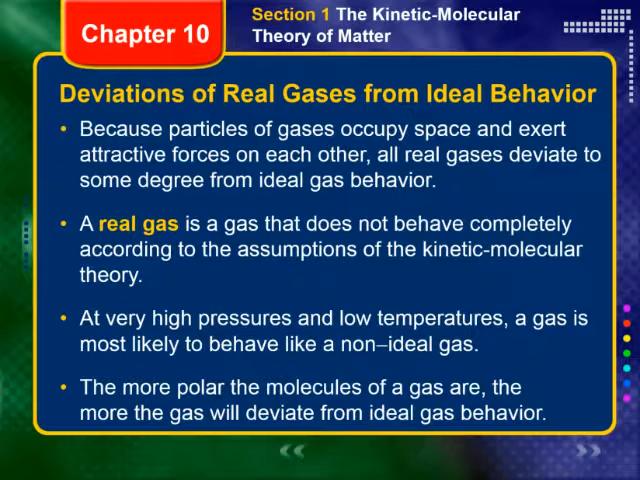 Chapter 10
Section 1 The Kinetic-Molecular
Theory of Matter
Deviations of Real Gases from Ideal Behavior
• Because particles of gases occupy space and exert
attractive forces on each other, all real gases deviate to
some degree from ideal gas behavior.
• A real gas is a gas that does not behave completely
according to the assumptions of the kinetic-molecular
theory.
• At very high pressures and low temperatures, a gas is
most likely to behave like a non–ideal gas.
• The more polar the molecules of a gas are, the
more the gas will deviate from ideal gas behavior.